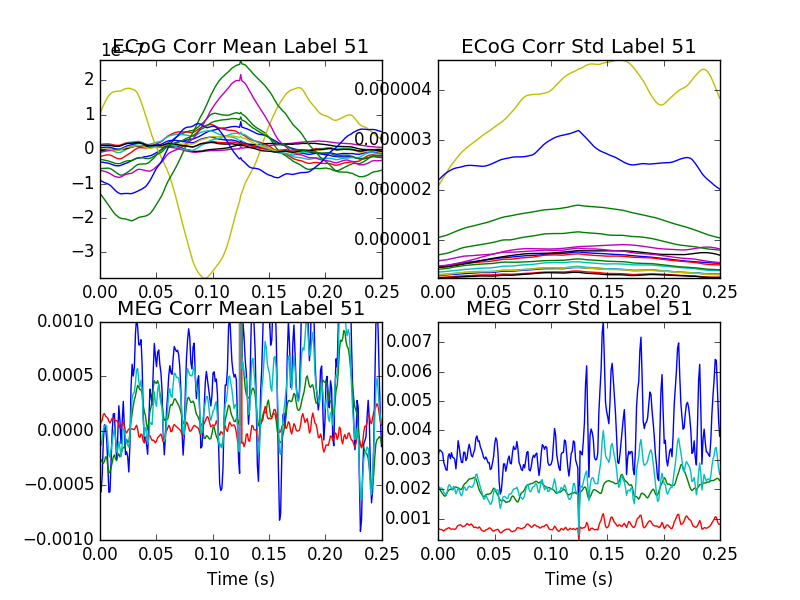 ECoG Corr Mean Label 51
1e−7
2
1
0
−1
−2
−3
0.00 0.05 0.10 0.15 0.20 0.25
ECoG Corr Std Label 51
0.000004
0.000003
0.000002
0.000001
0.00 0.05 0.10 0.15 0.20 0.25
MEG Corr Mean Label 51
0.0010
0.0005
0.0000
−0.0005
−0.0010
0.00 0.05 0.10 0.15 0.20 0.25
Time (s)
MEG Corr Std Label 51
0.007
0.006
0.005
0.004
0.003
0.002
0.001
0.00 0.05 0.10 0.15 0.20 0.25
Time (s)